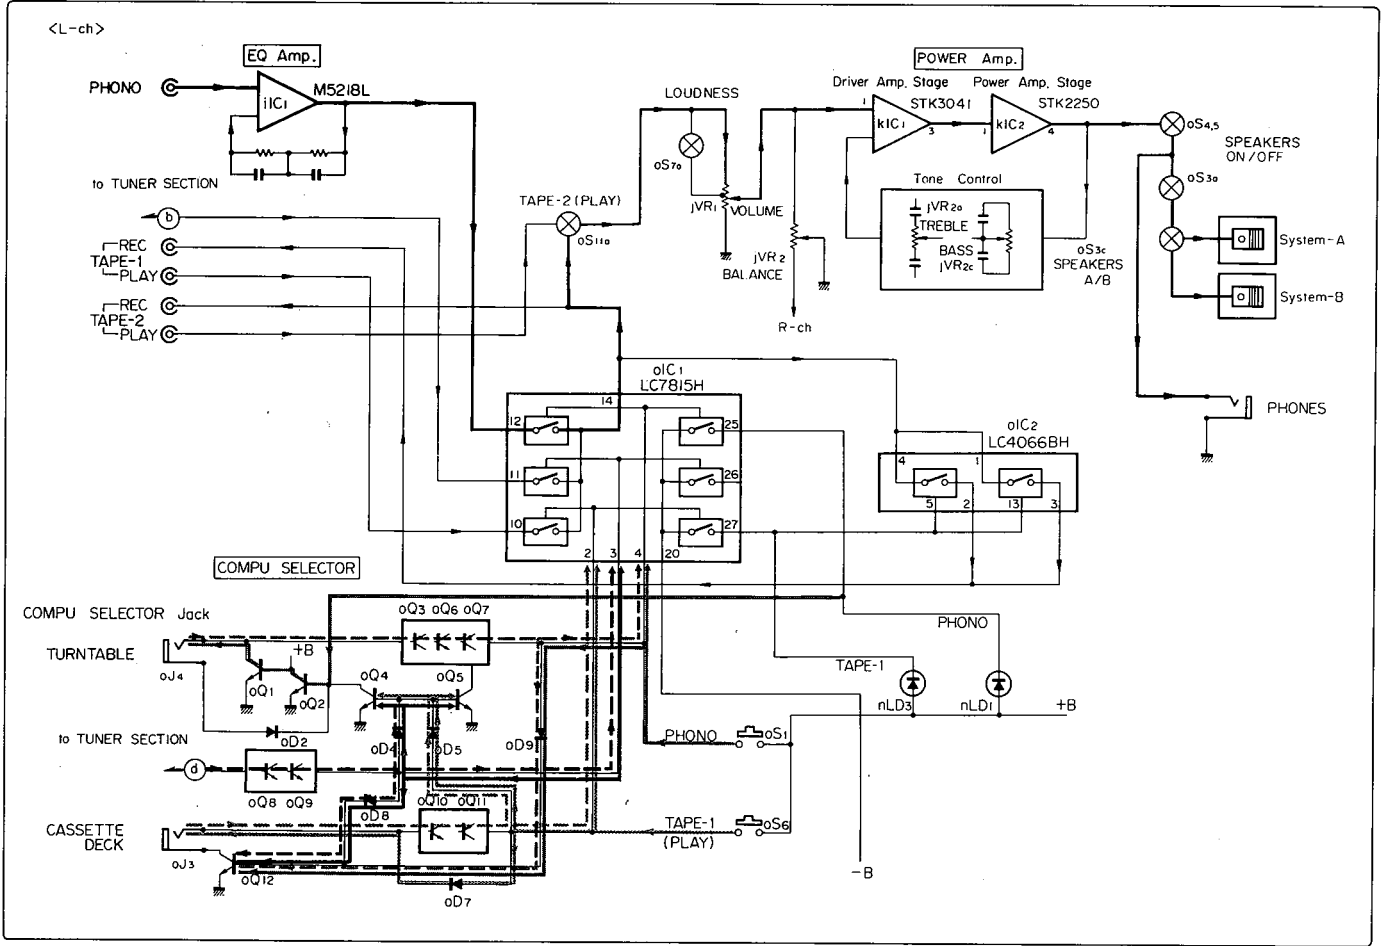 <L-ch>
EQ Amp.
PHONO
iIC1
M5218L
to TUNER SECTION
b
REC
TAPE-1
PLAY
REC
TAPE-2
PLAY
TAPE-2 (PLAY)
oS11a
LOUDNESS
oS7a
jVR1
VOLUME
jVR2
BALANCE
R-ch
POWER Amp.
Driver Amp. Stage
Power Amp. Stage
STK3041
STK2250
1
kIC1
3
1
kIC2
4
Tone Control
jVR2a
TREBLE
BASS
jVR2c
oS3c
SPEAKERS
A/B
oS4,5
SPEAKERS
ON/OFF
oS3a
System-A
System-B
PHONES
oIC1
LC7815H
14
12
25
11
26
10
27
2
3
4
20
oIC2
LC4066BH
4
1
5
2
13
3
COMPU SELECTOR
COMPU SELECTOR Jack
TURNTABLE
oJ4
+B
oQ1
oQ2
oD2
oQ3
oQ6
oQ7
oQ4
oQ5
oD4
oD5
oD9
to TUNER SECTION
d
oQ8
oQ9
oD8
oQ10
oQ11
CASSETTE
DECK
oJ3
oQ12
oD7
PHONO
TAPE-1
nLD3
nLD1
+B
PHONO
oS1
TAPE-1
(PLAY)
oS6
-B